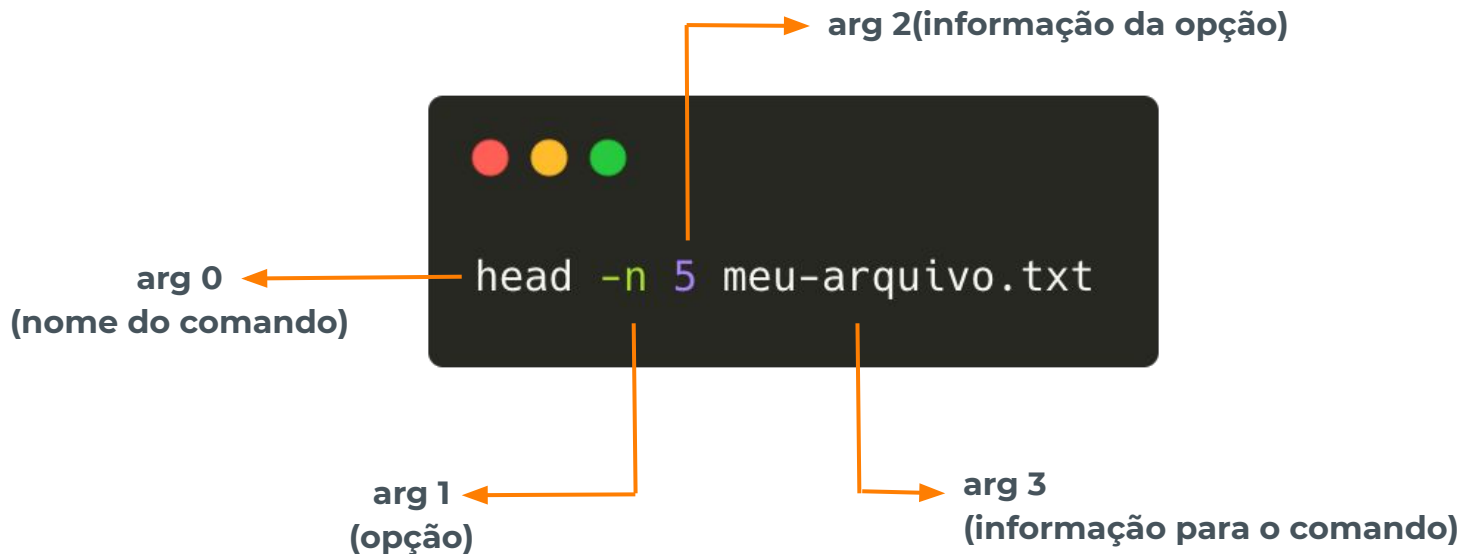 arg 2(informação da opção)
head -n 5 meu-arquivo.txt
arg 0
(nome do comando)
arg 1
(opção)
arg 3
(informação para o comando)